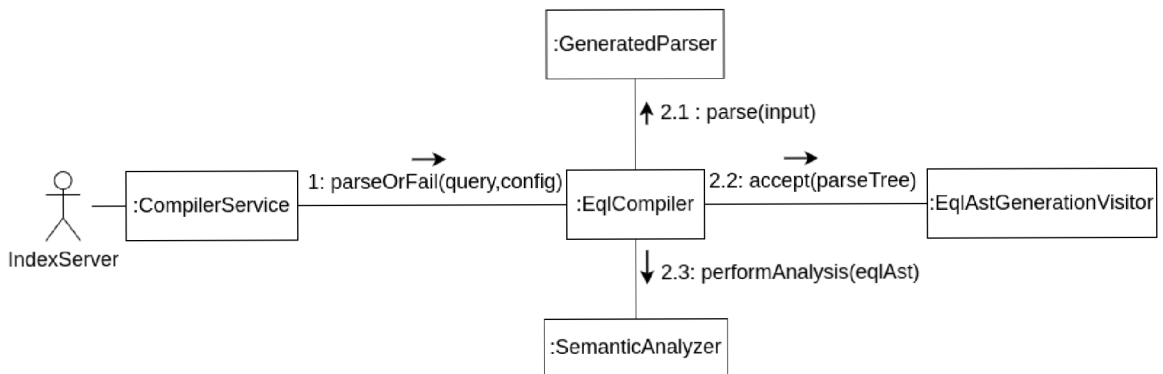 :GeneratedParser
2.1 : parse(input)
1: parseOrFail(query,config)
2.2: accept(parseTree)
:CompilerService
:EqlCompiler
:EqlAstGenerationVisitor
IndexServer
2.3: performAnalysis(eqlAst)
:SemanticAnalyzer